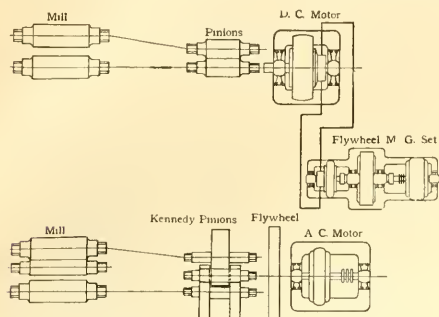 Mill
Pinions
D. C. Motor
Flywheel M. G. Set
Mill
Kennedy Pinions
Flywheel
A C. Motor